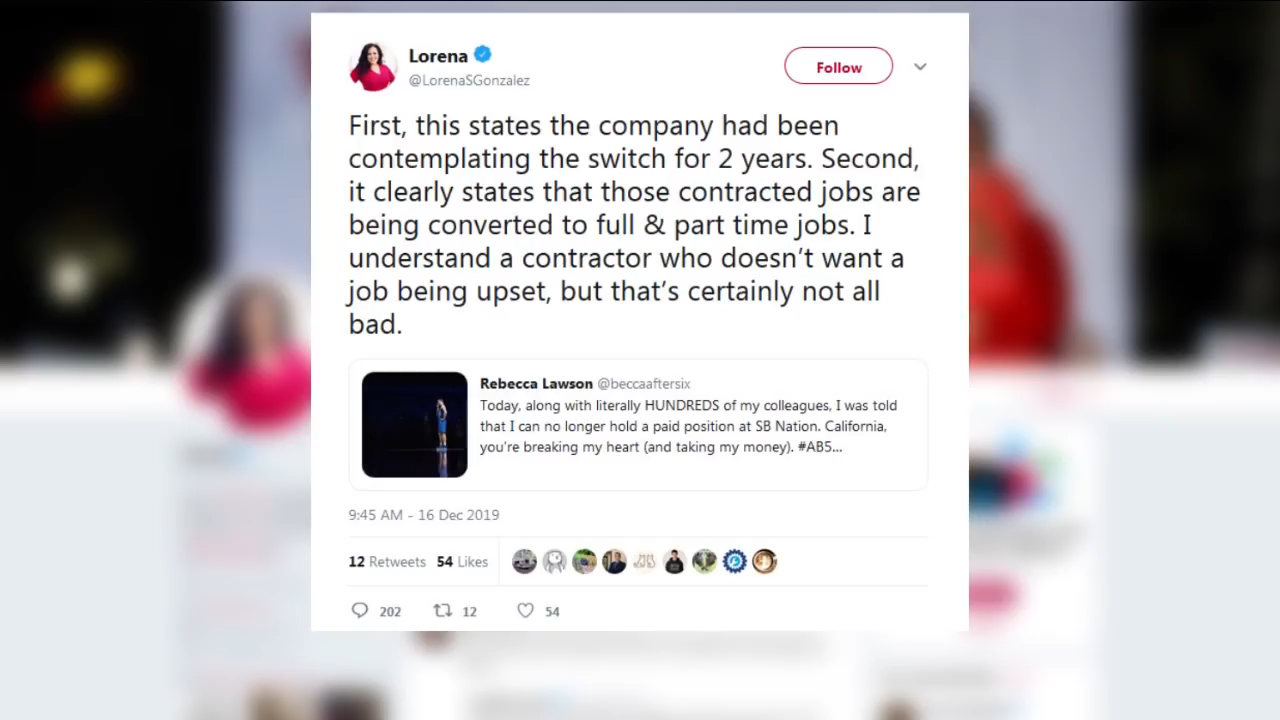 Lorena
@LorenaSGonzalez
Follow
First, this states the company had been
contemplating the switch for 2 years. Second,
it clearly states that those contracted jobs are
being converted to full & part time jobs. I
understand a contractor who doesn't want a
job being upset, but that's certainly not all
bad.
Rebecca Lawson @beccaaftersix
Today, along with literally HUNDREDS of my colleagues, I was told
that I can no longer hold a paid position at SB Nation. California,
you're breaking my heart (and taking my money). #AB5...
9:45 AM - 16 Dec 2019
12 Retweets 54 Likes
202 12 54